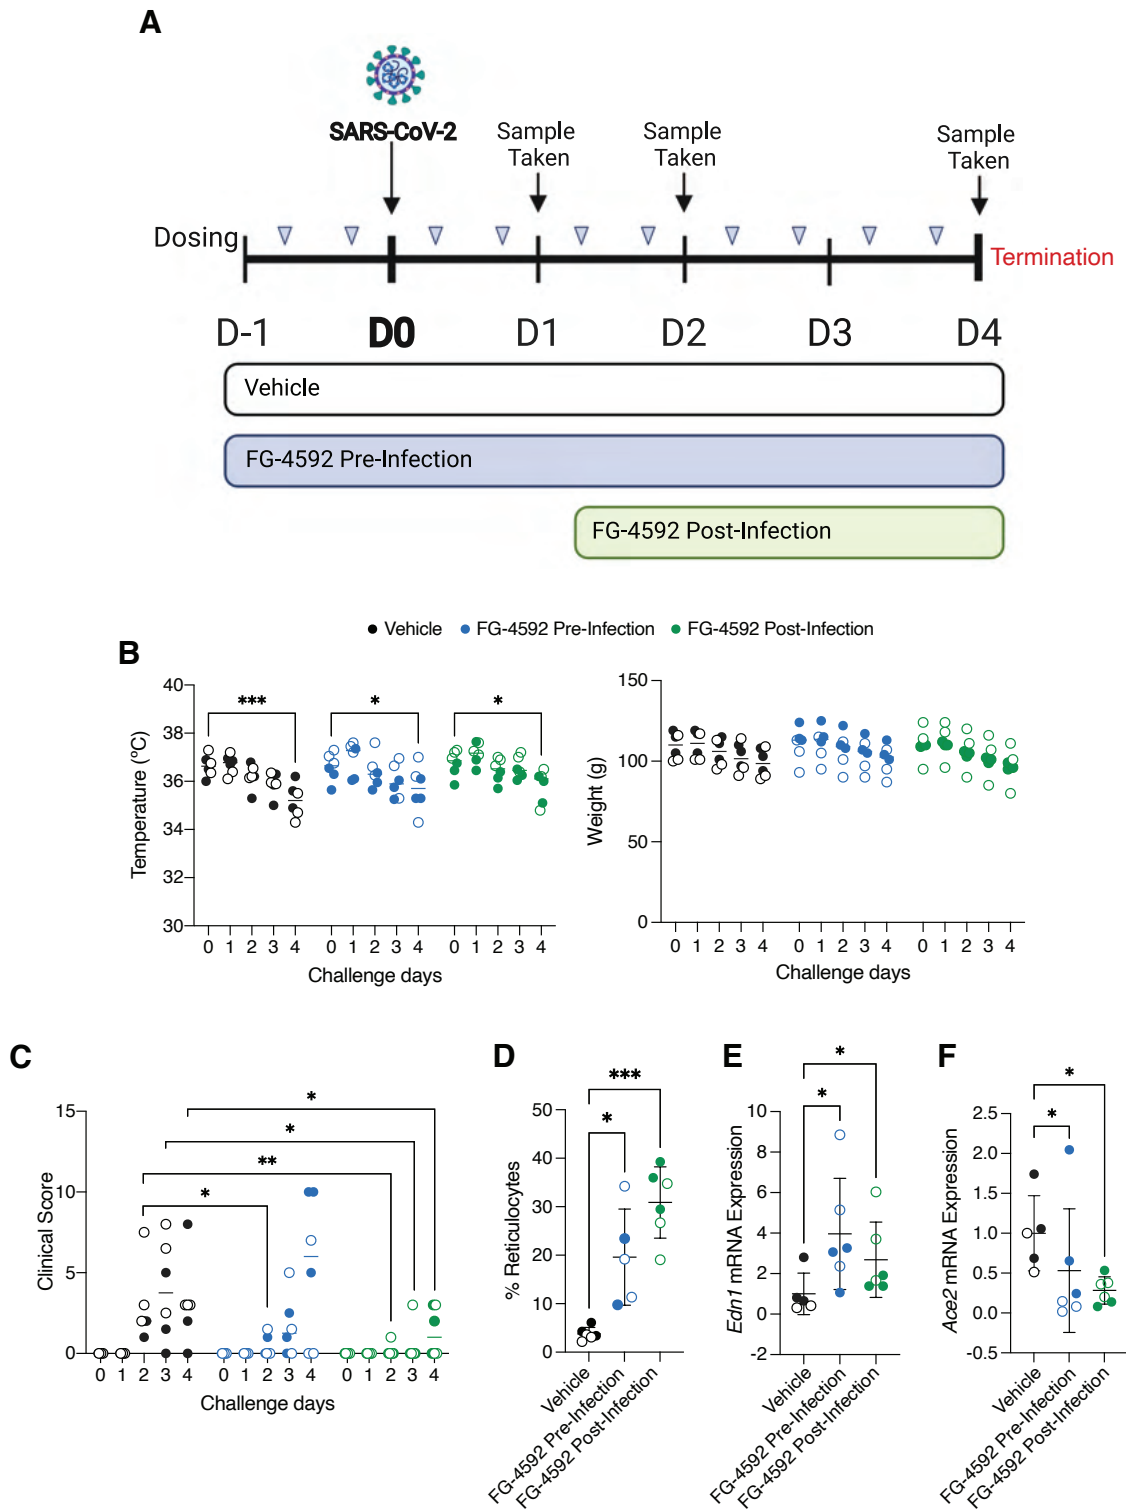 A
SARS-CoV-2
Sample Taken
Sample Taken
Sample Taken
Dosing
Termination
D-1 D0 D1 D2 D3 D4
Vehicle
FG-4592 Pre-Infection
FG-4592 Post-Infection
Vehicle FG-4592 Pre-Infection FG-4592 Post-Infection
B
Temperature (ºC)
40
38
36
34
32
30
*** * *
0 1 2 3 4 0 1 2 3 4 0 1 2 3 4
Challenge days
Weight (g)
150
100
50
0
0 1 2 3 4 0 1 2 3 4 0 1 2 3 4
Challenge days
C
Clinical Score
15
10
5
0
*
*
**
*
0 1 2 3 4 0 1 2 3 4 0 1 2 3 4
Challenge days
D
% Reticulocytes
50
40
30
20
10
0
***
*
Vehicle
FG-4592 Pre-Infection
FG-4592 Post-Infection
E
Edn1 mRNA Expression
10
8
6
4
2
0
-2
*
*
Vehicle
FG-4592 Pre-Infection
FG-4592 Post-Infection
F
Ace2 mRNA Expression
2.5
2.0
1.5
1.0
0.5
0.0
-0.5
*
*
Vehicle
FG-4592 Pre-Infection
FG-4592 Post-Infection